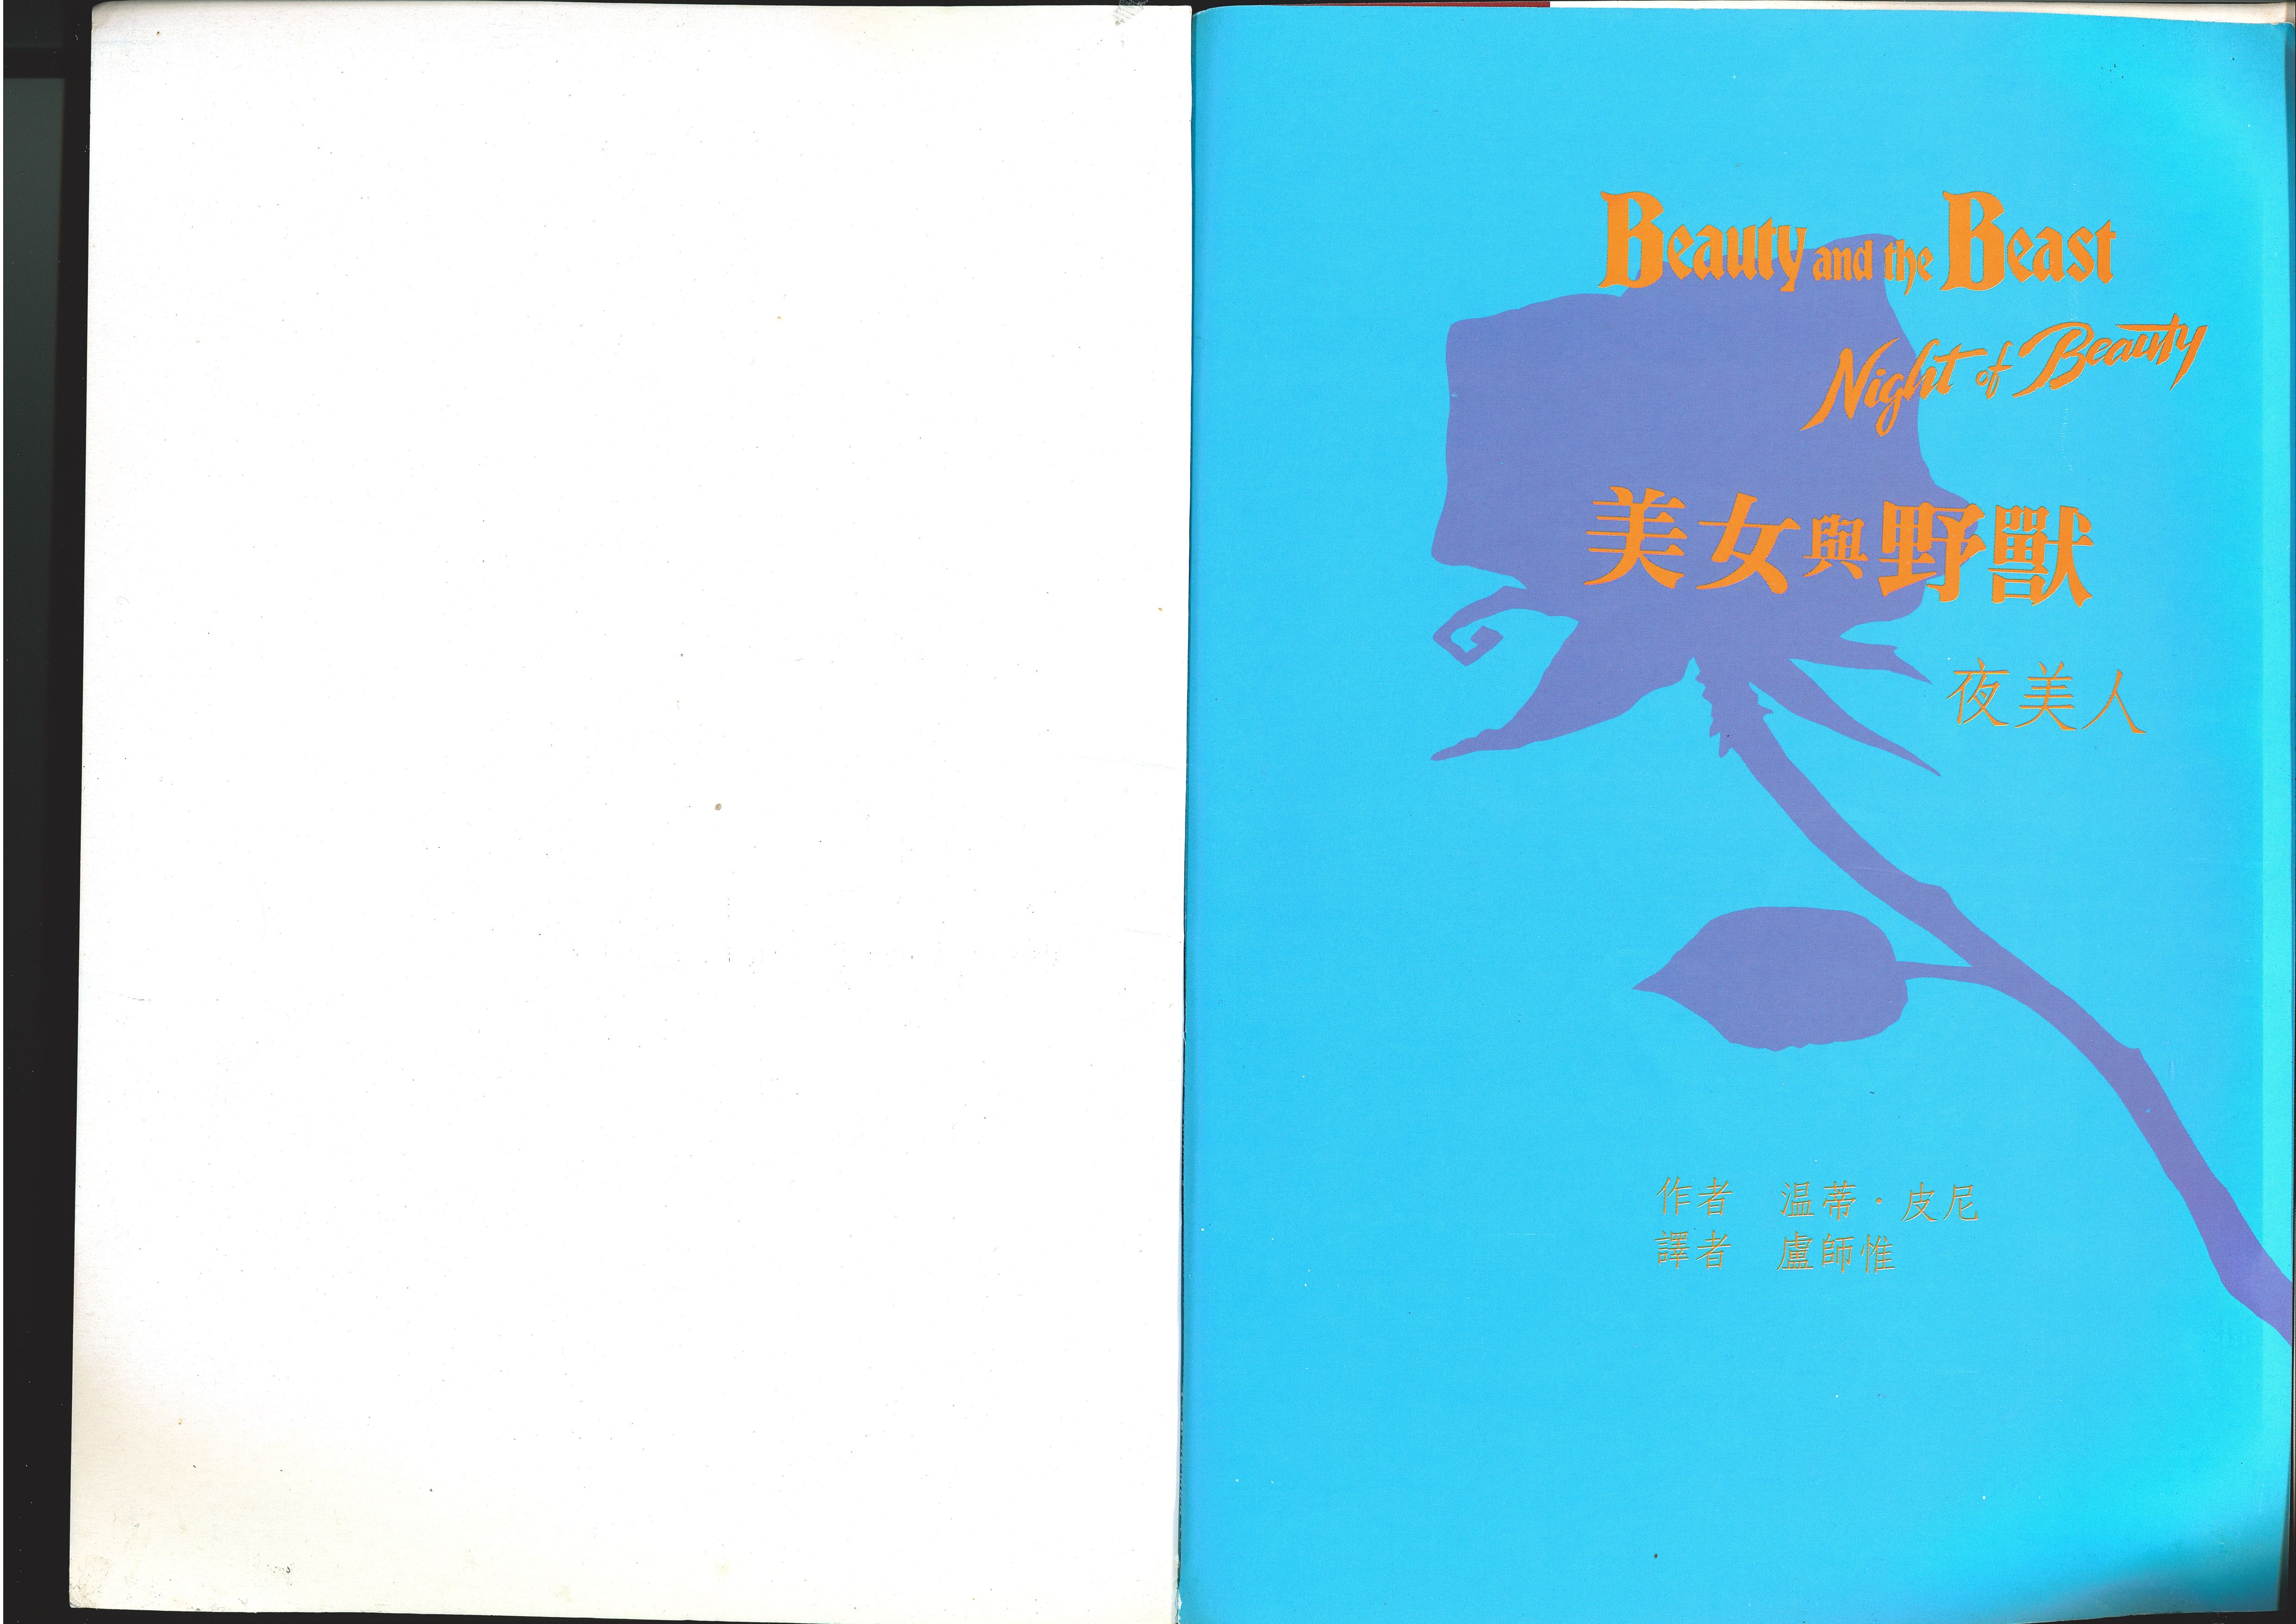 Beauty and the Beast
Night of Beauty
美女與野獸
夜美人
作者 温蒂·皮尼
譯者 盧師惟